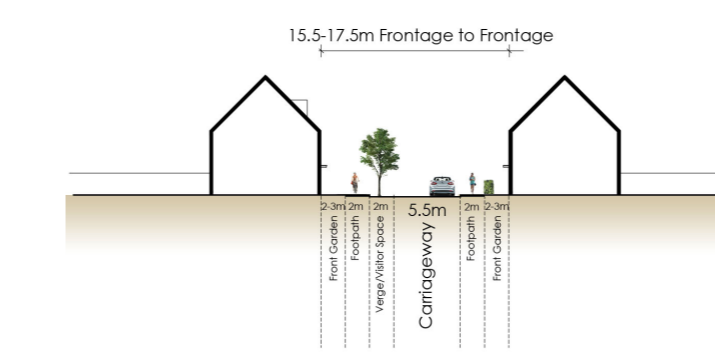 15.5-17.5m Frontage to Frontage
2-3m
2m
2m
5.5m
2m
2-3m
Front Garden
Footpath
Verge/Visitor Space
Carriageway
Footpath
Front Garden